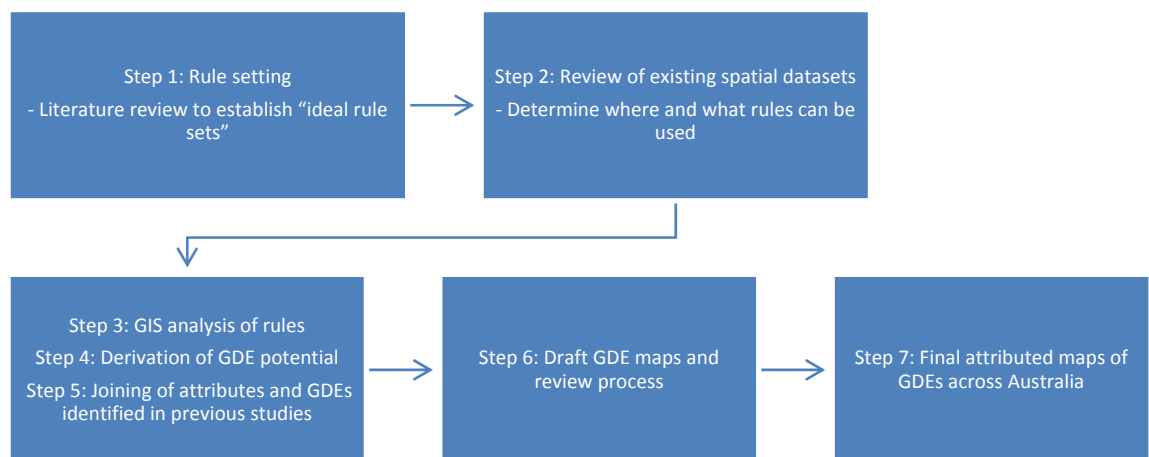 Step 1: Rule setting
- Literature review to establish “ideal rule
sets”
Step 2: Review of existing spatial datasets
- Determine where and what rules can be
used
Step 3: GIS analysis of rules
Step 4: Derivation of GDE potential
Step 5: Joining of attributes and GDEs
identified in previous studies
Step 6: Draft GDE maps and
review process
Step 7: Final attributed maps of
GDEs across Australia